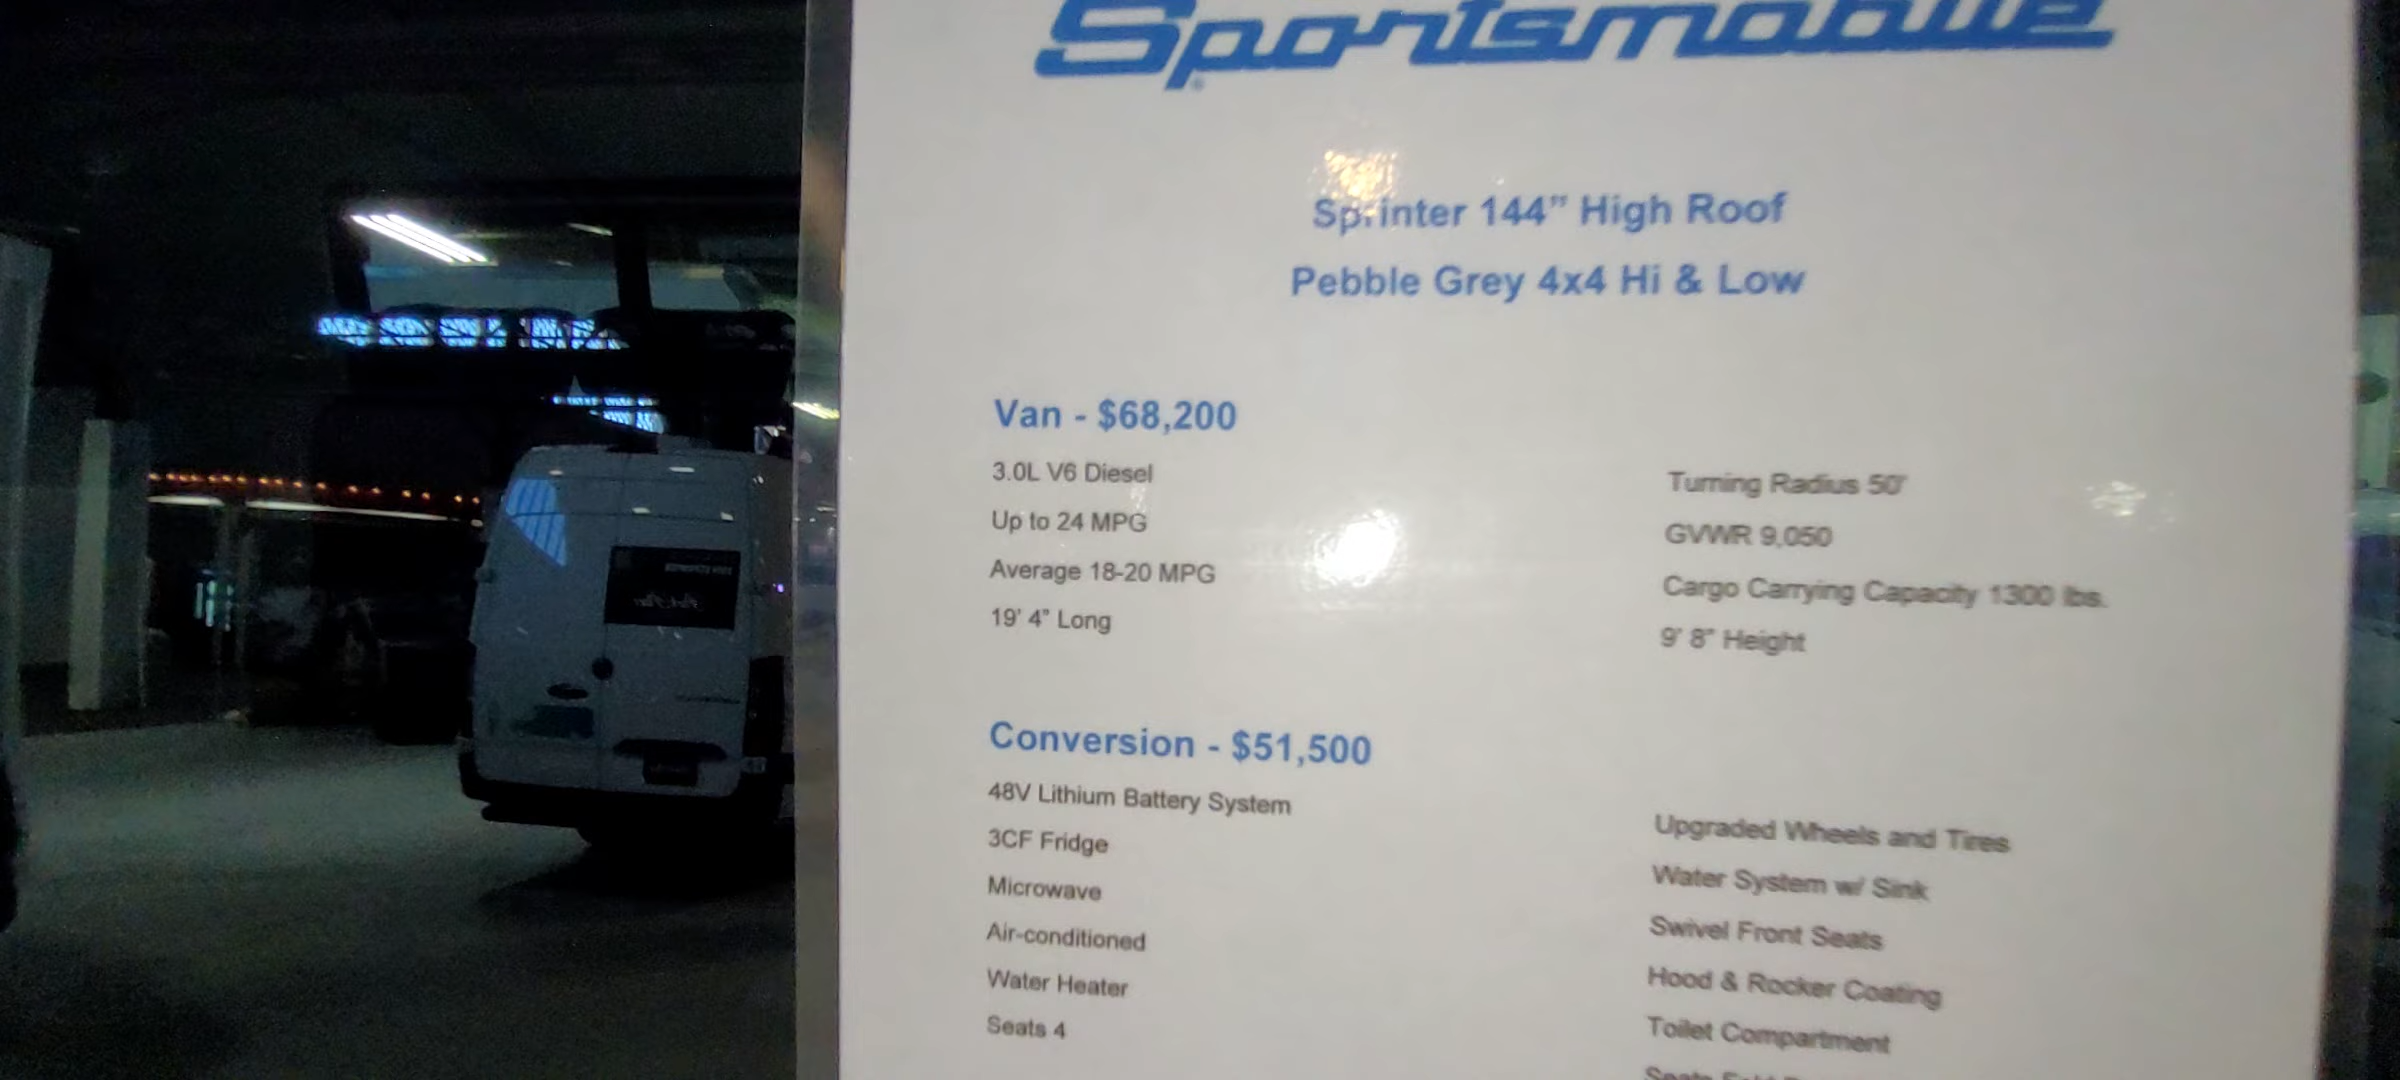 Sportsmobile
Sprinter 144” High Roof
Pebble Grey 4x4 Hi & Low
Van - $68,200
3.0L V6 Diesel
Up to 24 MPG
Average 18-20 MPG
19' 4” Long
Turning Radius 50'
GVWR 9,050
Cargo Carrying Capacity 1300 lbs.
9' 8” Height
Conversion - $51,500
48V Lithium Battery System
3CF Fridge
Microwave
Air-conditioned
Water Heater
Seats 4
Upgraded Wheels and Tires
Water System w/ Sink
Swivel Front Seats
Hood & Rocker Coating
Toilet Compartment